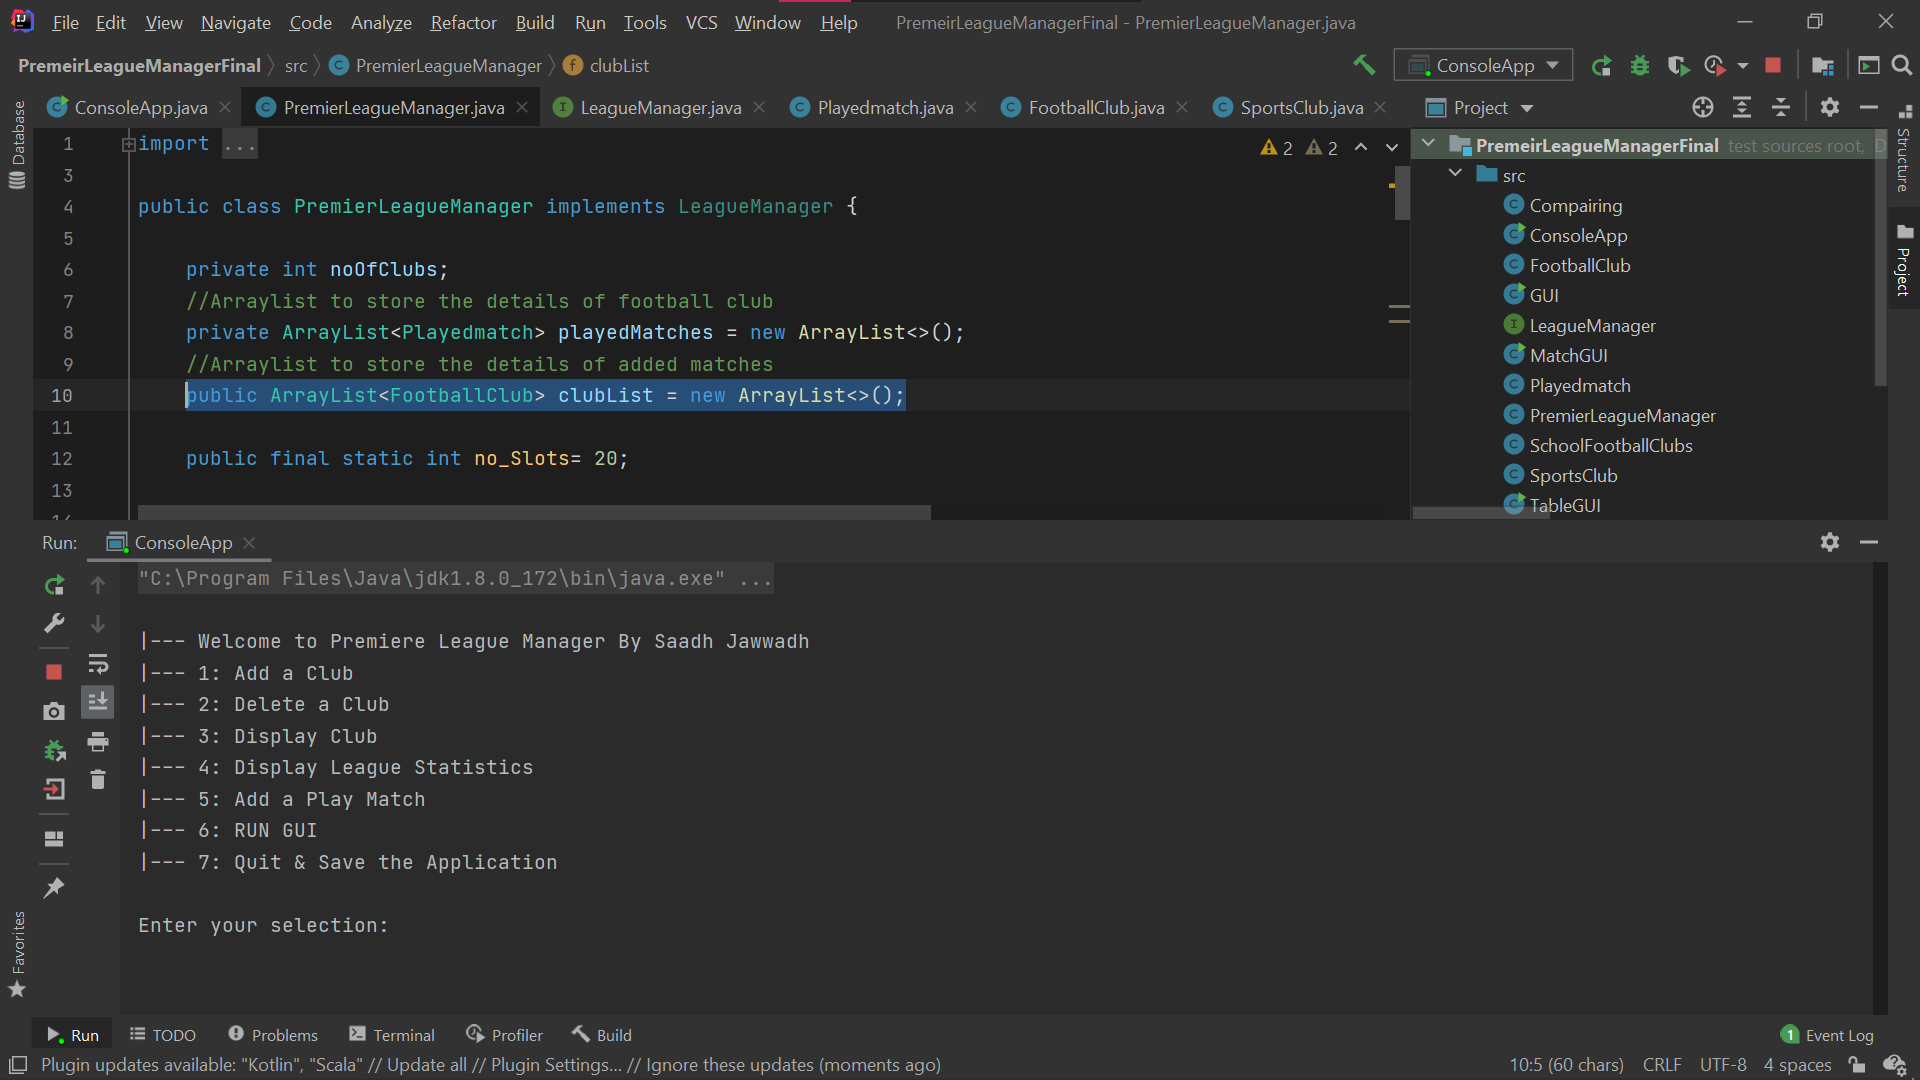 File Edit View Navigate Code Analyze Refactor Build Run Tools VCS Window Help PremeirLeagueManagerFinal - PremierLeagueManager.java
PremeirLeagueManagerFinal src PremierLeagueManager clubList ConsoleApp
ConsoleApp.java PremierLeagueManager.java LeagueManager.java Playedmatch.java FootballClub.java SportsClub.java Project
Database
1 import ...
3
4 public class PremierLeagueManager implements LeagueManager {
5
6 private int noOfClubs;
7 //Arraylist to store the details of football club
8 private ArrayList<Playedmatch> playedMatches = new ArrayList<>();
9 //Arraylist to store the details of added matches
10 public ArrayList<FootballClub> clubList = new ArrayList<>();
11
12 public final static int no_Slots= 20;
13
14
2 2
PremeirLeagueManagerFinal test sources root, D
src
Compairing
ConsoleApp
FootballClub
GUI
LeagueManager
MatchGUI
Playedmatch
PremierLeagueManager
SchoolFootballClubs
SportsClub
TableGUI
Structure
Project
Run: ConsoleApp
"C:\Program Files\Java\jdk1.8.0_172\bin\java.exe" ...
|--- Welcome to Premiere League Manager By Saadh Jawwadh
|--- 1: Add a Club
|--- 2: Delete a Club
|--- 3: Display Club
|--- 4: Display League Statistics
|--- 5: Add a Play Match
|--- 6: RUN GUI
|--- 7: Quit & Save the Application
Enter your selection:
Favorites
Run TODO Problems Terminal Profiler Build 1 Event Log
Plugin updates available: "Kotlin", "Scala" // Update all // Plugin Settings... // Ignore these updates (moments ago) 10:5 (60 chars) CRLF UTF-8 4 spaces